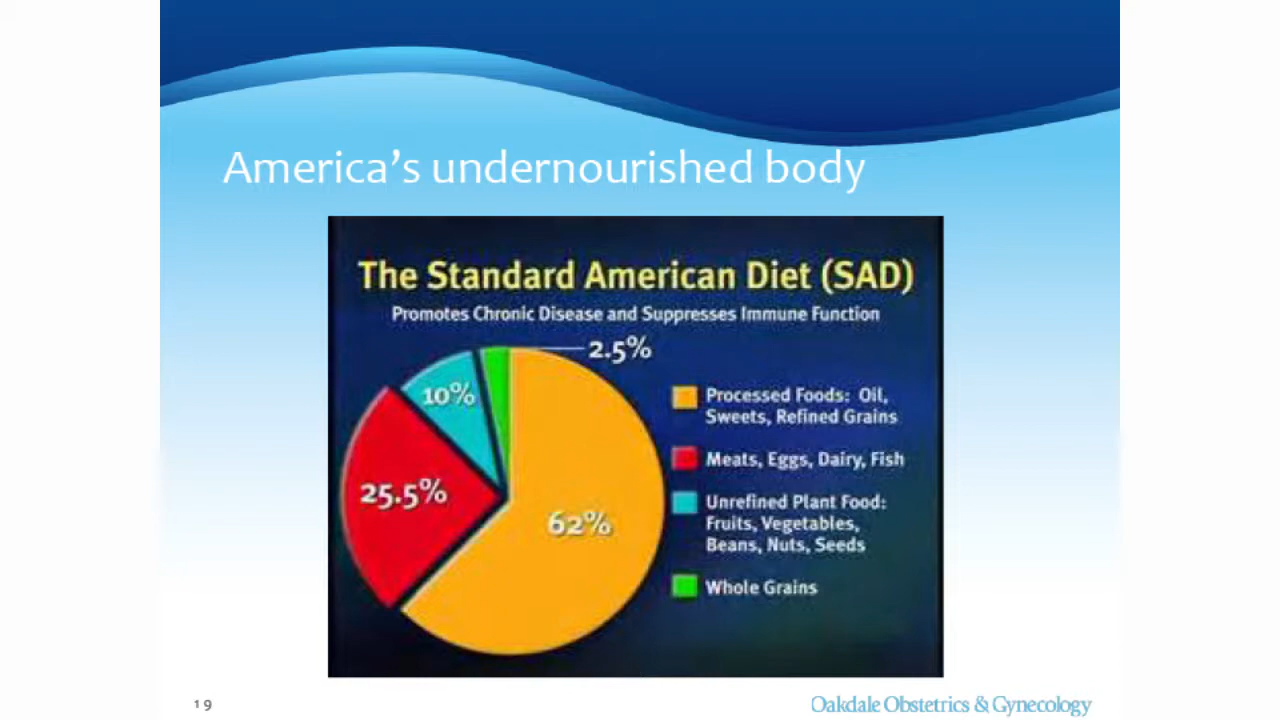 America’s undernourished body
The Standard American Diet (SAD)
Promotes Chronic Disease and Suppresses Immune Function
2.5%
10%
25.5%
62%
Processed Foods: Oil,
Sweets, Refined Grains
Meats, Eggs, Dairy, Fish
Unrefined Plant Food:
Fruits, Vegetables,
Beans, Nuts, Seeds
Whole Grains
19
Oakdale Obstetrics & Gynecology